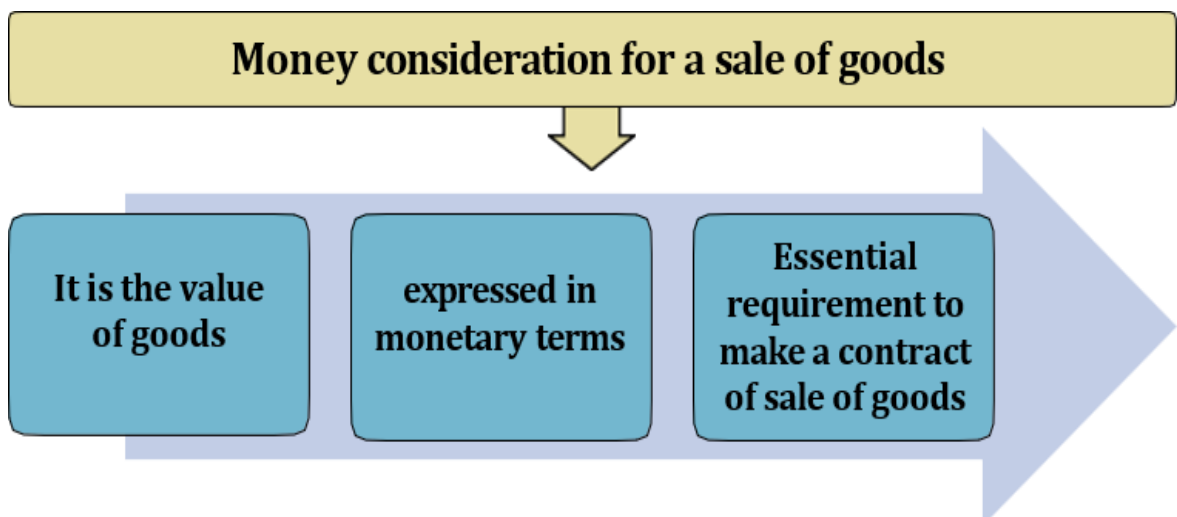 Money consideration for a sale of goods
It is the value
of goods
expressed in
monetary terms
Essential
requirement to
make a contract
of sale of goods